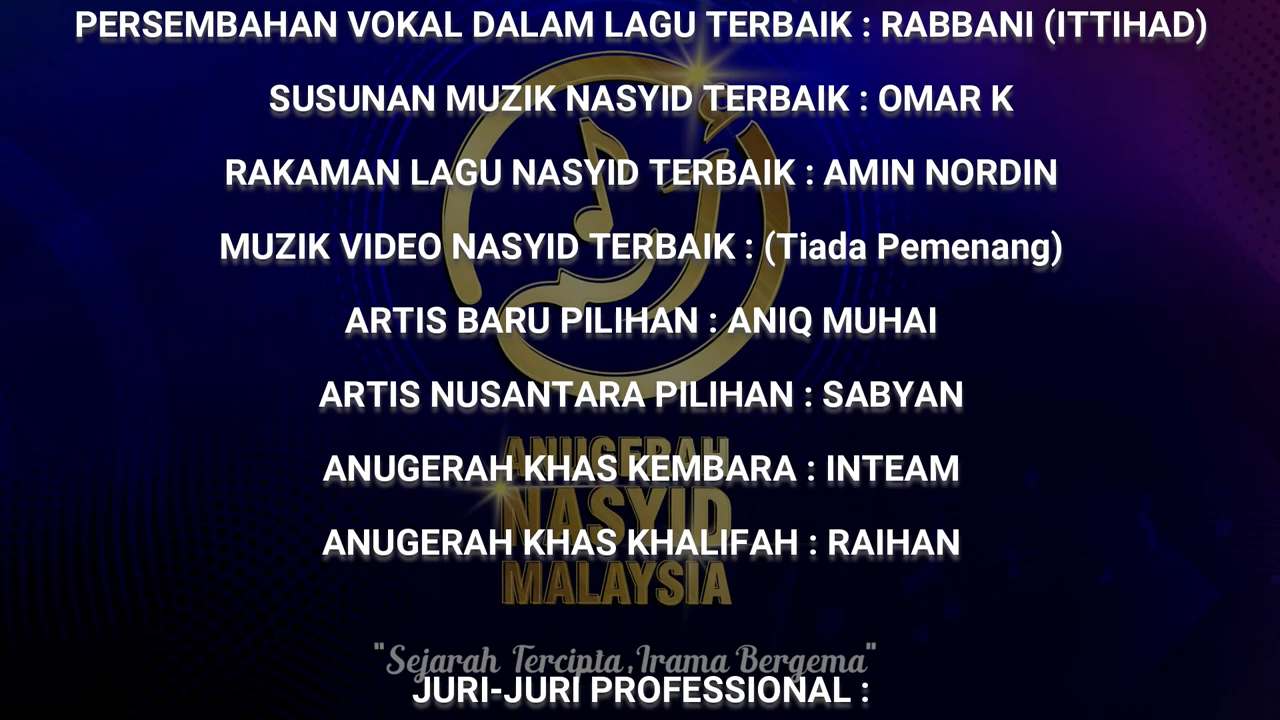 PERSEMBAHAN VOKAL DALAM LAGU TERBAIK : RABBANI (ITTIHAD)
SUSUNAN MUZIK NASYID TERBAIK : OMAR K
RAKAMAN LAGU NASYID TERBAIK : AMIN NORDIN
MUZIK VIDEO NASYID TERBAIK : (Tiada Pemenang)
ARTIS BARU PILIHAN : ANIQ MUHAI
ARTIS NUSANTARA PILIHAN : SABYAN
ANUGERAH
ANUGERAH KHAS KEMBARA : INTEAM
NASYID
ANUGERAH KHAS KHALIFAH : RAIHAN
MALAYSIA
"Sejarah Tercipta,Irama Bergema"
JURI-JURI PROFESSIONAL :